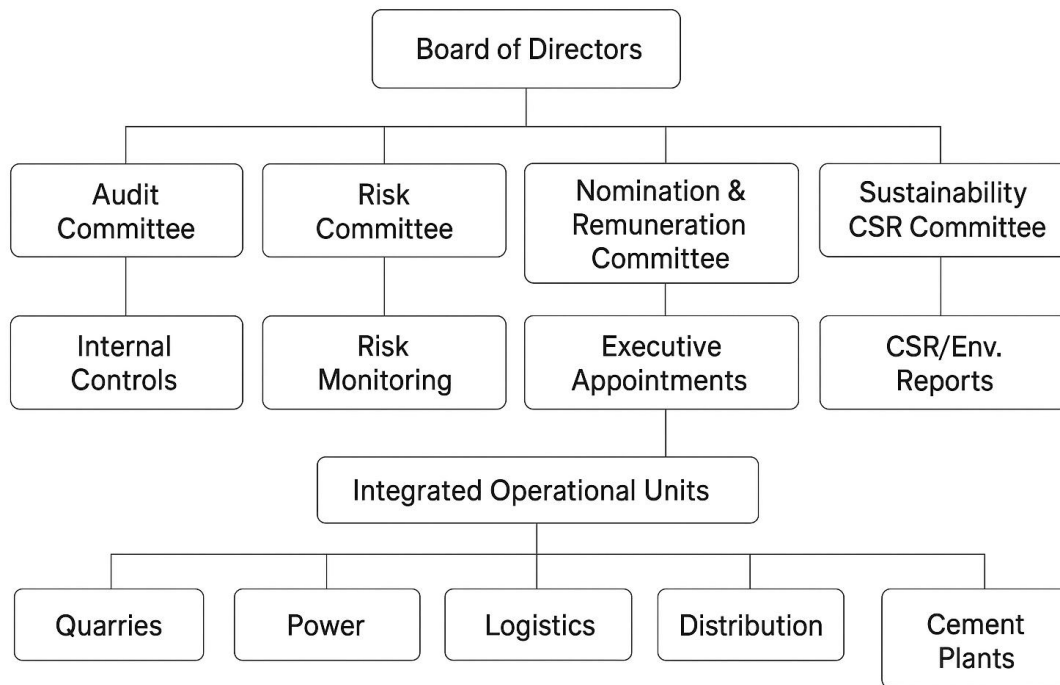 Board of Directors
Audit
Committee
Risk
Committee
Nomination &
Remuneration
Committee
Sustainability
CSR Committee
Internal
Controls
Risk
Monitoring
Executive
Appointments
CSR/Env.
Reports
Integrated Operational Units
Quarries
Power
Logistics
Distribution
Cement
Plants